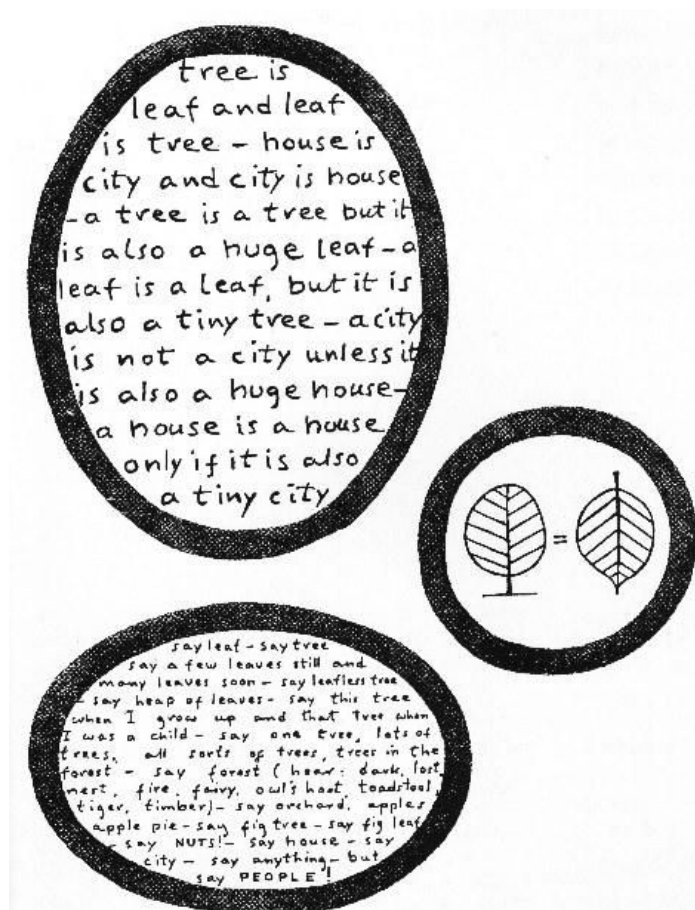 tree is
leaf and leaf
is tree – house is
city and city is house
– a tree is a tree but it
is also a huge leaf – a
leaf is a leaf, but it is
also a tiny tree – a city
is not a city unless it
is also a huge house –
a house is a house
only if it is also
a tiny city
=
say leaf – say tree
say a few leaves still and
many leaves soon – say leafless tree
– say heap of leaves – say this tree
when I grow up and that tree when
I was a child – say one tree, lots of
trees, all sorts of trees, trees in the
forest – say forest (hear: dark, lost,
nest, fire, fairy, owl's hoot, toadstool,
tiger, timber) – say orchard, apples
apple pie – say fig tree – say fig leaf
– say NUTS! – say house – say
city – say anything – but
say PEOPLE!